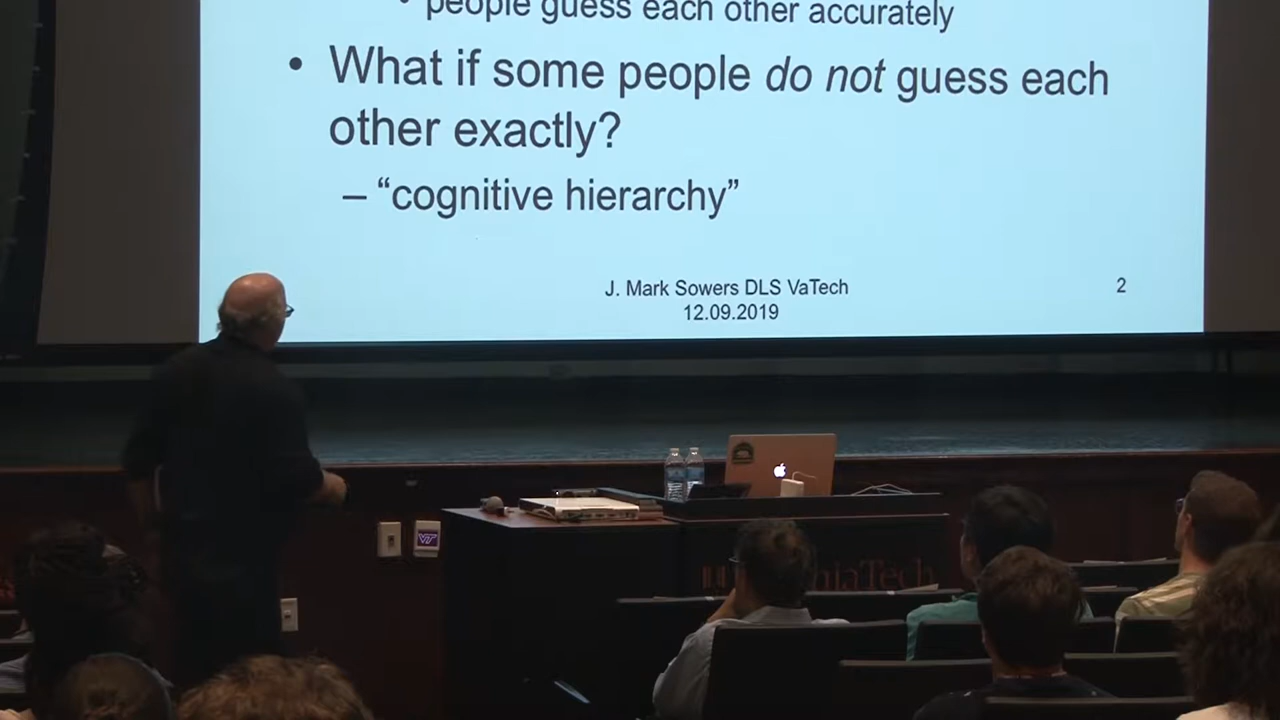 • people guess each other accurately
• What if some people do not guess each
other exactly?
– “cognitive hierarchy”
J. Mark Sowers DLS VaTech
12.09.2019
2
VT